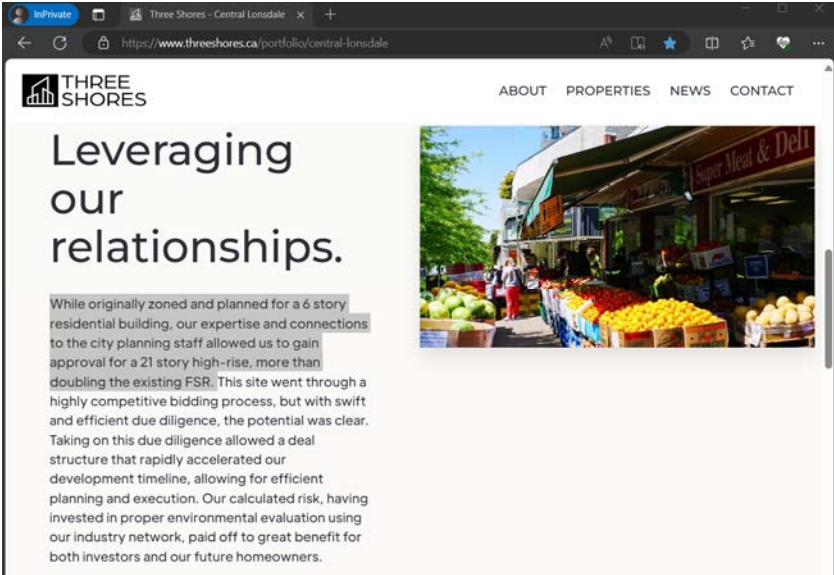 InPrivate
Three Shores - Central Lonsdale
https://www.threeshores.ca/portfolio/central-lonsdale
THREE
SHORES
ABOUT PROPERTIES NEWS CONTACT
Leveraging
our
relationships.
While originally zoned and planned for a 6 story
residential building, our expertise and connections
to the city planning staff allowed us to gain
approval for a 21 story high-rise, more than
doubling the existing FSR. This site went through a
highly competitive bidding process, but with swift
and efficient due diligence, the potential was clear.
Taking on this due diligence allowed a deal
structure that rapidly accelerated our
development timeline, allowing for efficient
planning and execution. Our calculated risk, having
invested in proper environmental evaluation using
our industry network, paid off to great benefit for
both investors and our future homeowners.
Super Meat & Deli